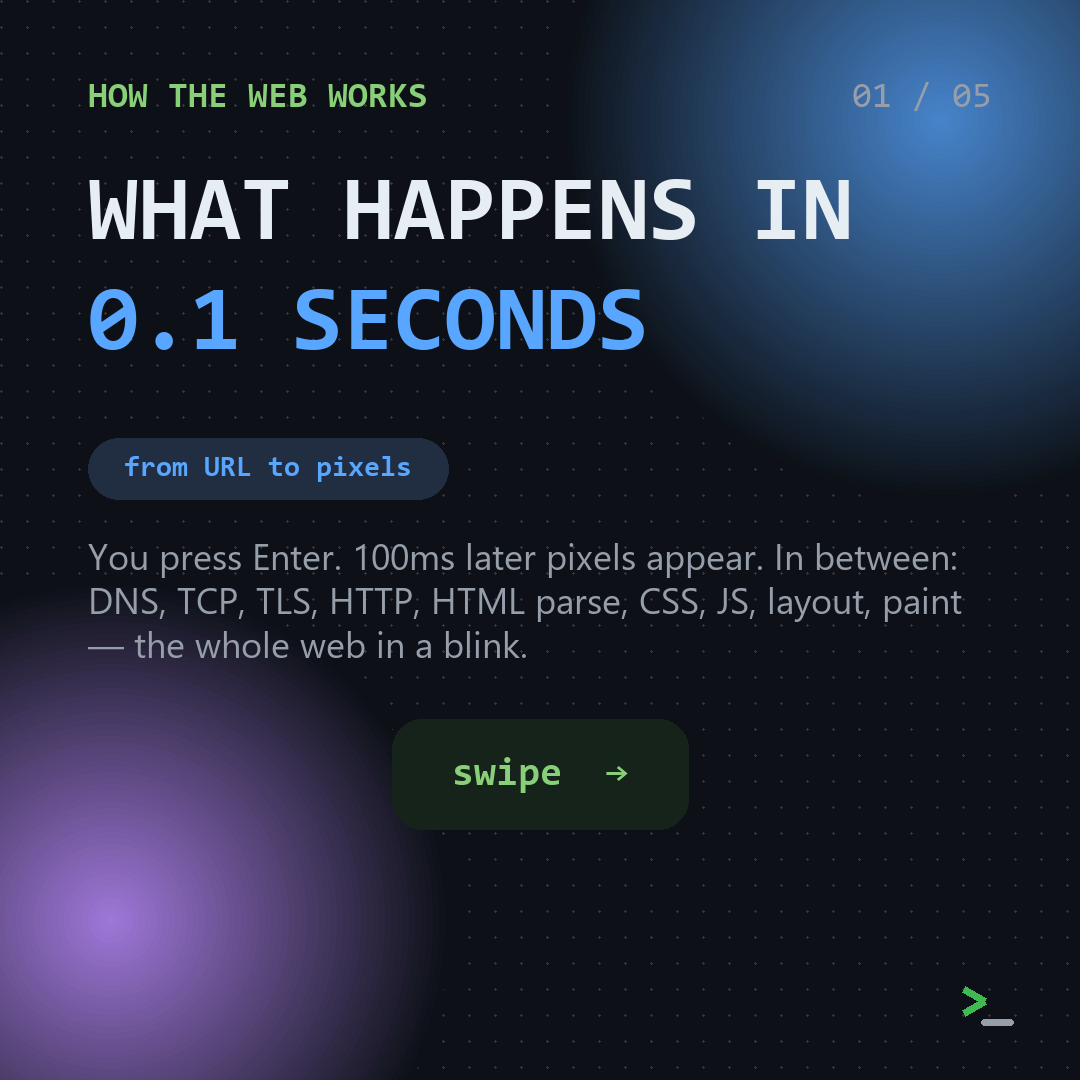 HOW THE WEB WORKS
01 / 05
WHAT HAPPENS IN
0.1 SECONDS
from URL to pixels
You press Enter. 100ms later pixels appear. In between:
DNS, TCP, TLS, HTTP, HTML parse, CSS, JS, layout, paint
— the whole web in a blink.
swipe →
>_